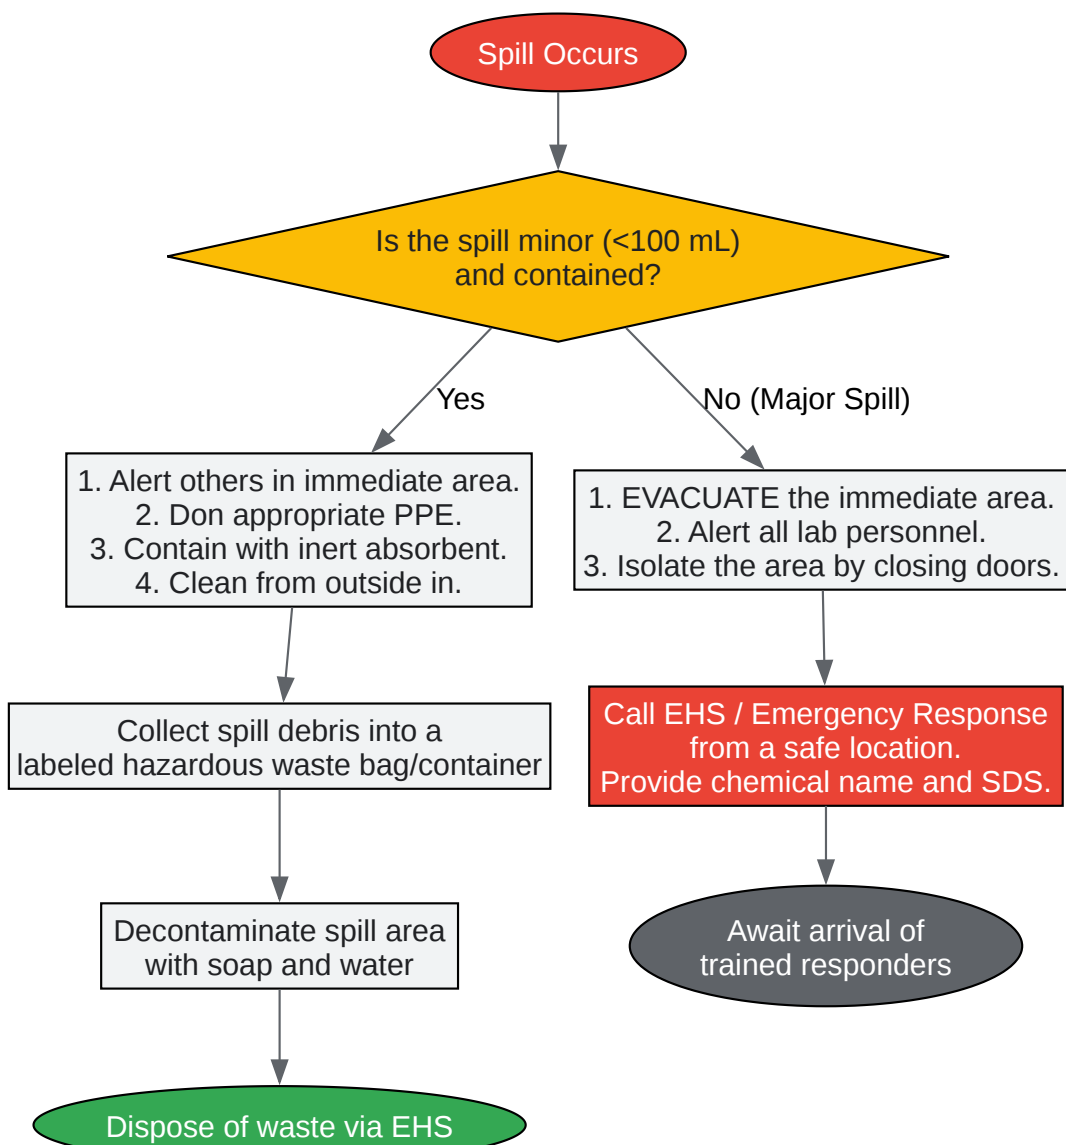 Spill Occurs
Is the spill minor (<100 mL)
and contained?
Yes
No (Major Spill)
1. Alert others in immediate area.
2. Don appropriate PPE.
3. Contain with inert absorbent.
4. Clean from outside in.
1. EVACUATE the immediate area.
2. Alert all lab personnel.
3. Isolate the area by closing doors.
Collect spill debris into a
labeled hazardous waste bag/container
Call EHS / Emergency Response
from a safe location.
Provide chemical name and SDS.
Decontaminate spill area
with soap and water
Await arrival of
trained responders
Dispose of waste via EHS